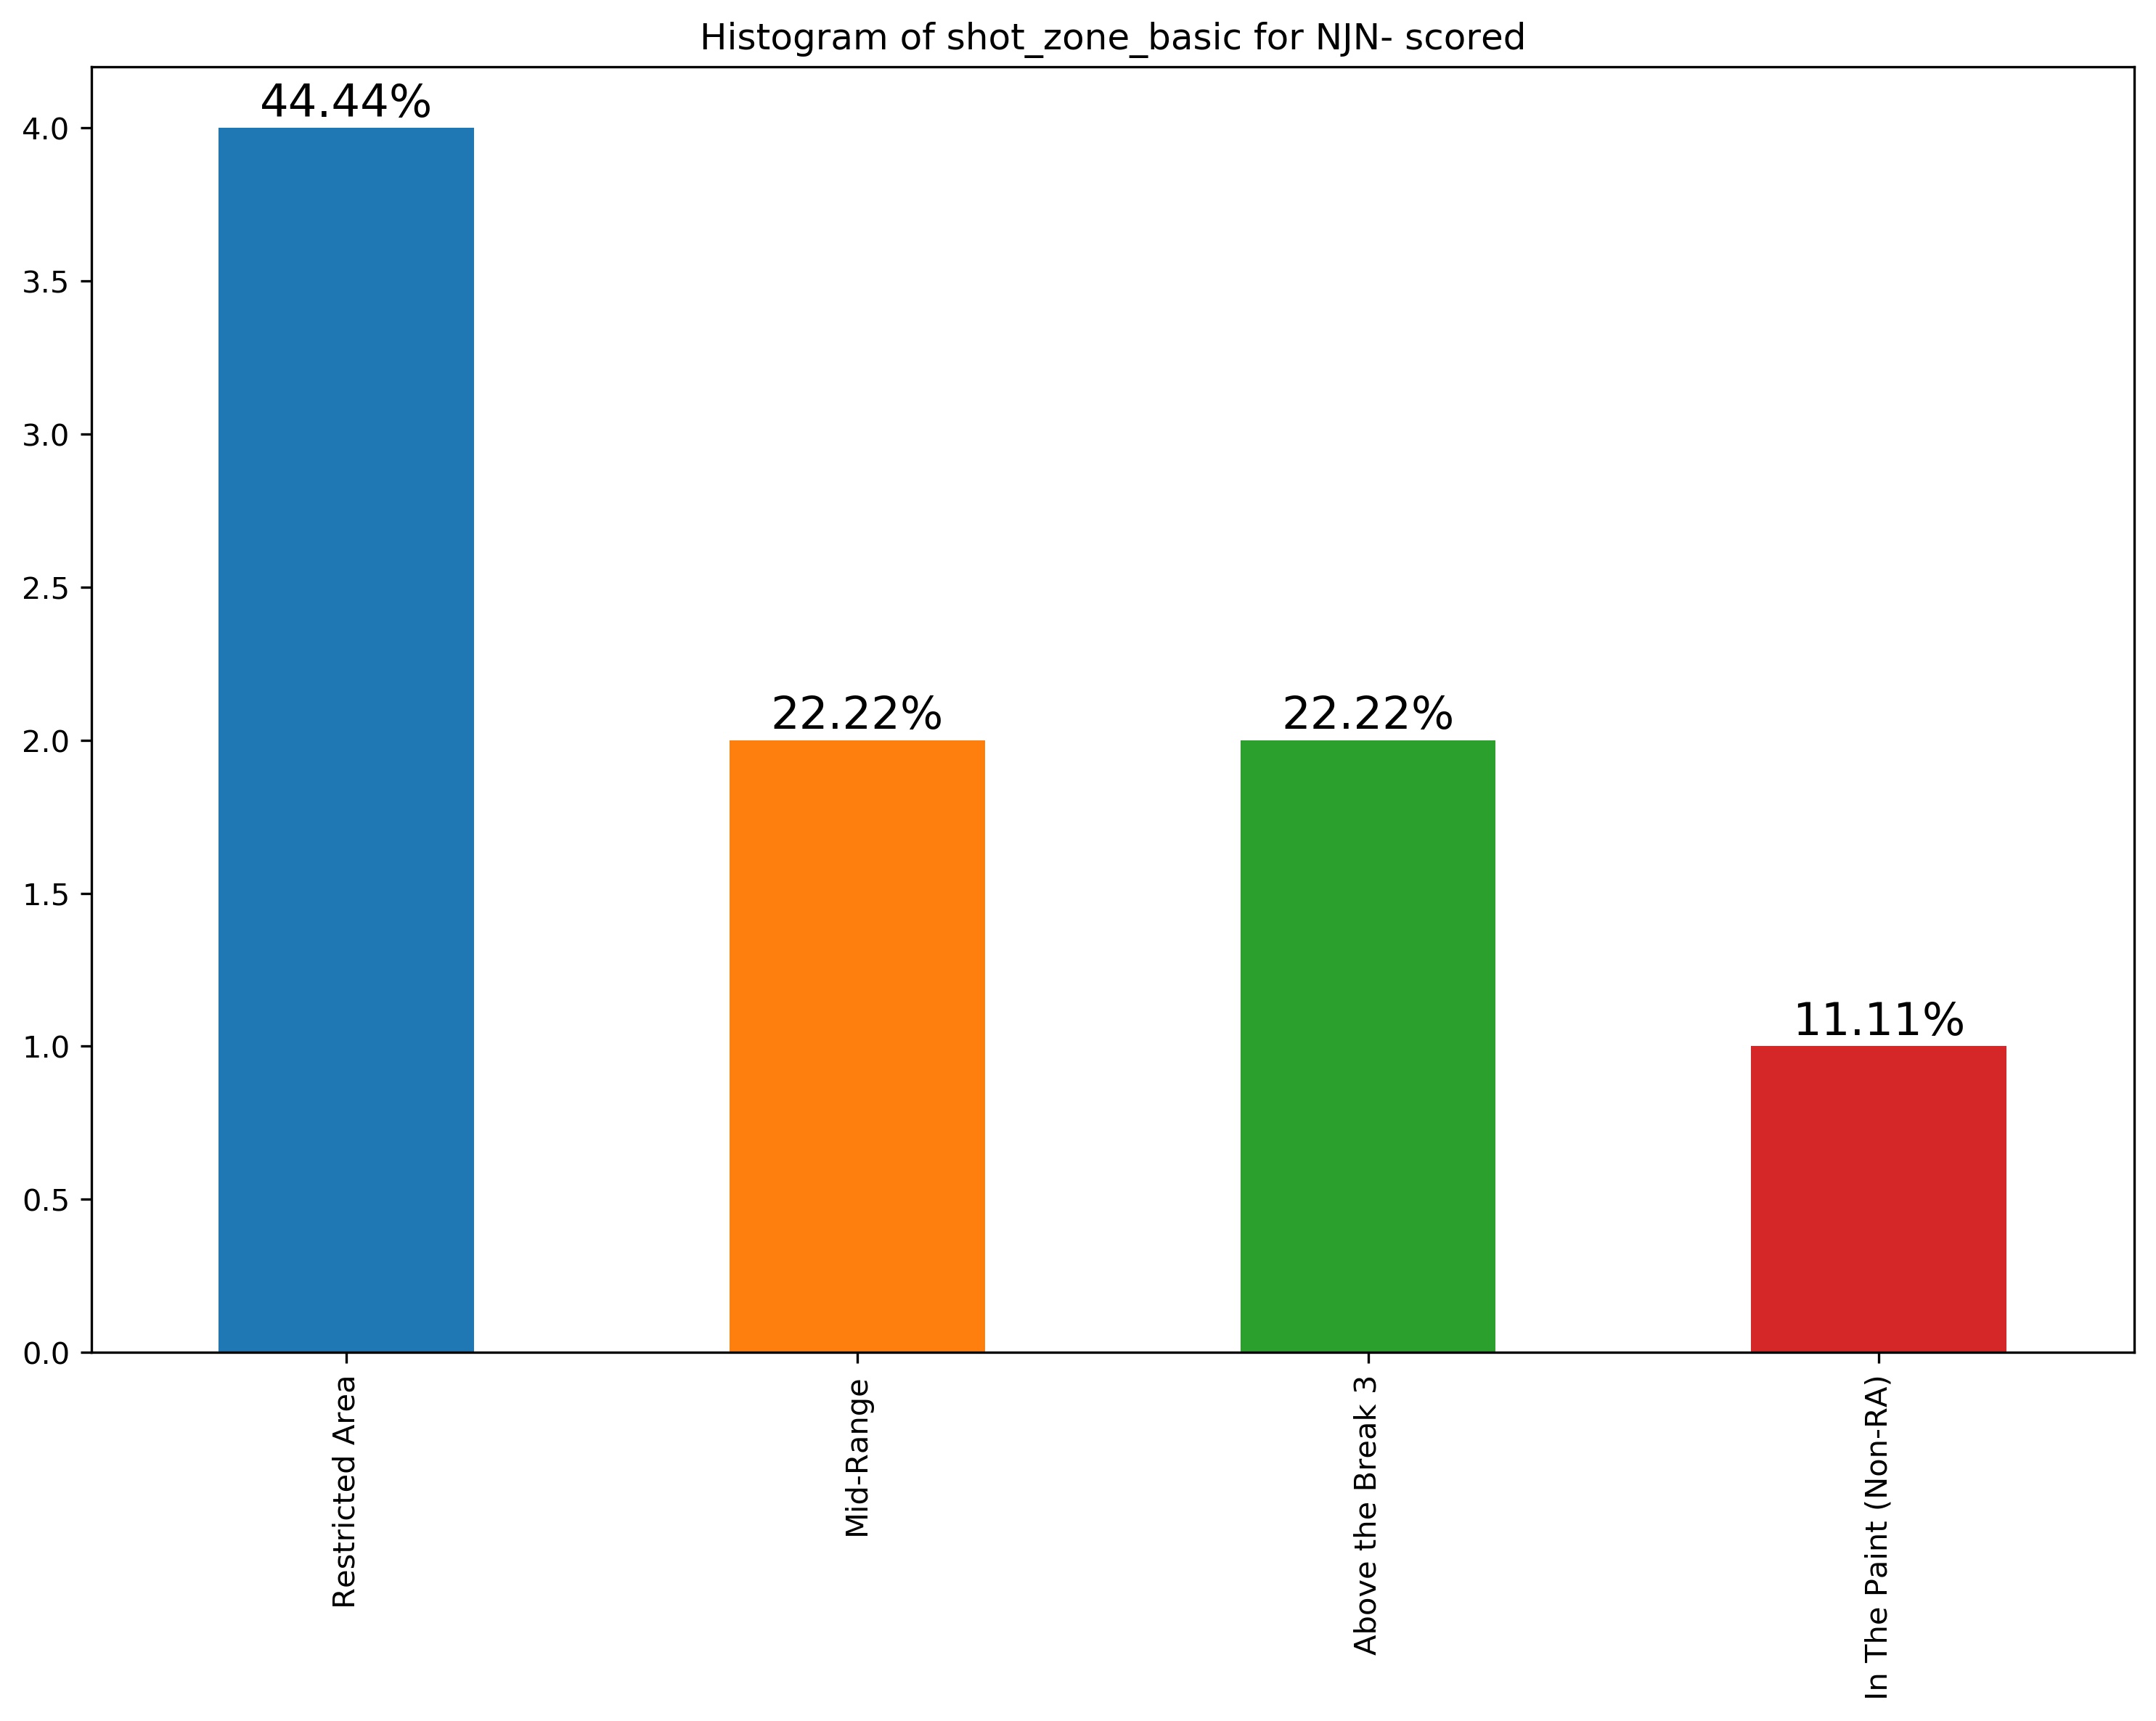 Histogram of shot_zone_basic for NJN- scored
44.44%
22.22%
22.22%
11.11%
4.0
3.5
3.0
2.5
2.0
1.5
1.0
0.5
0.0
Restricted Area
Mid-Range
Above the Break 3
In The Paint (Non-RA)